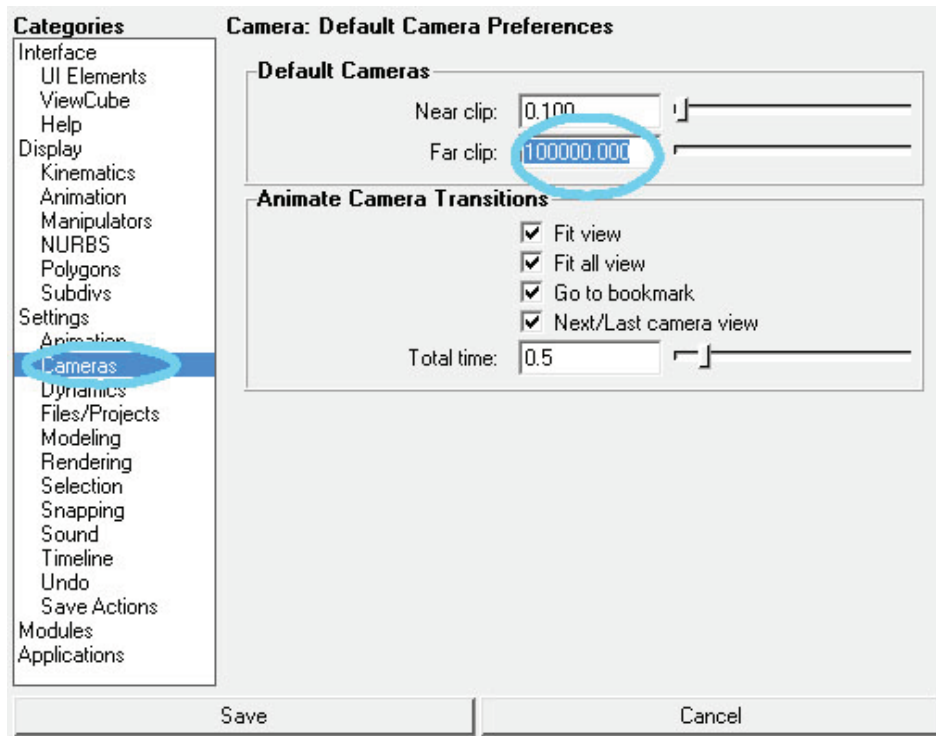 Categories
Interface
UI Elements
ViewCube
Help
Display
Kinematics
Animation
Manipulators
NURBS
Polygons
Subdivs
Settings
Animation
Cameras
Dynamics
Files/Projects
Modeling
Rendering
Selection
Snapping
Sound
Timeline
Undo
Save Actions
Modules
Applications
Camera: Default Camera Preferences
Default Cameras
Near clip: 0.100
Far clip: 100000.000
Animate Camera Transitions
Fit view
Fit all view
Go to bookmark
Next/Last camera view
Total time: 0.5
Save
Cancel